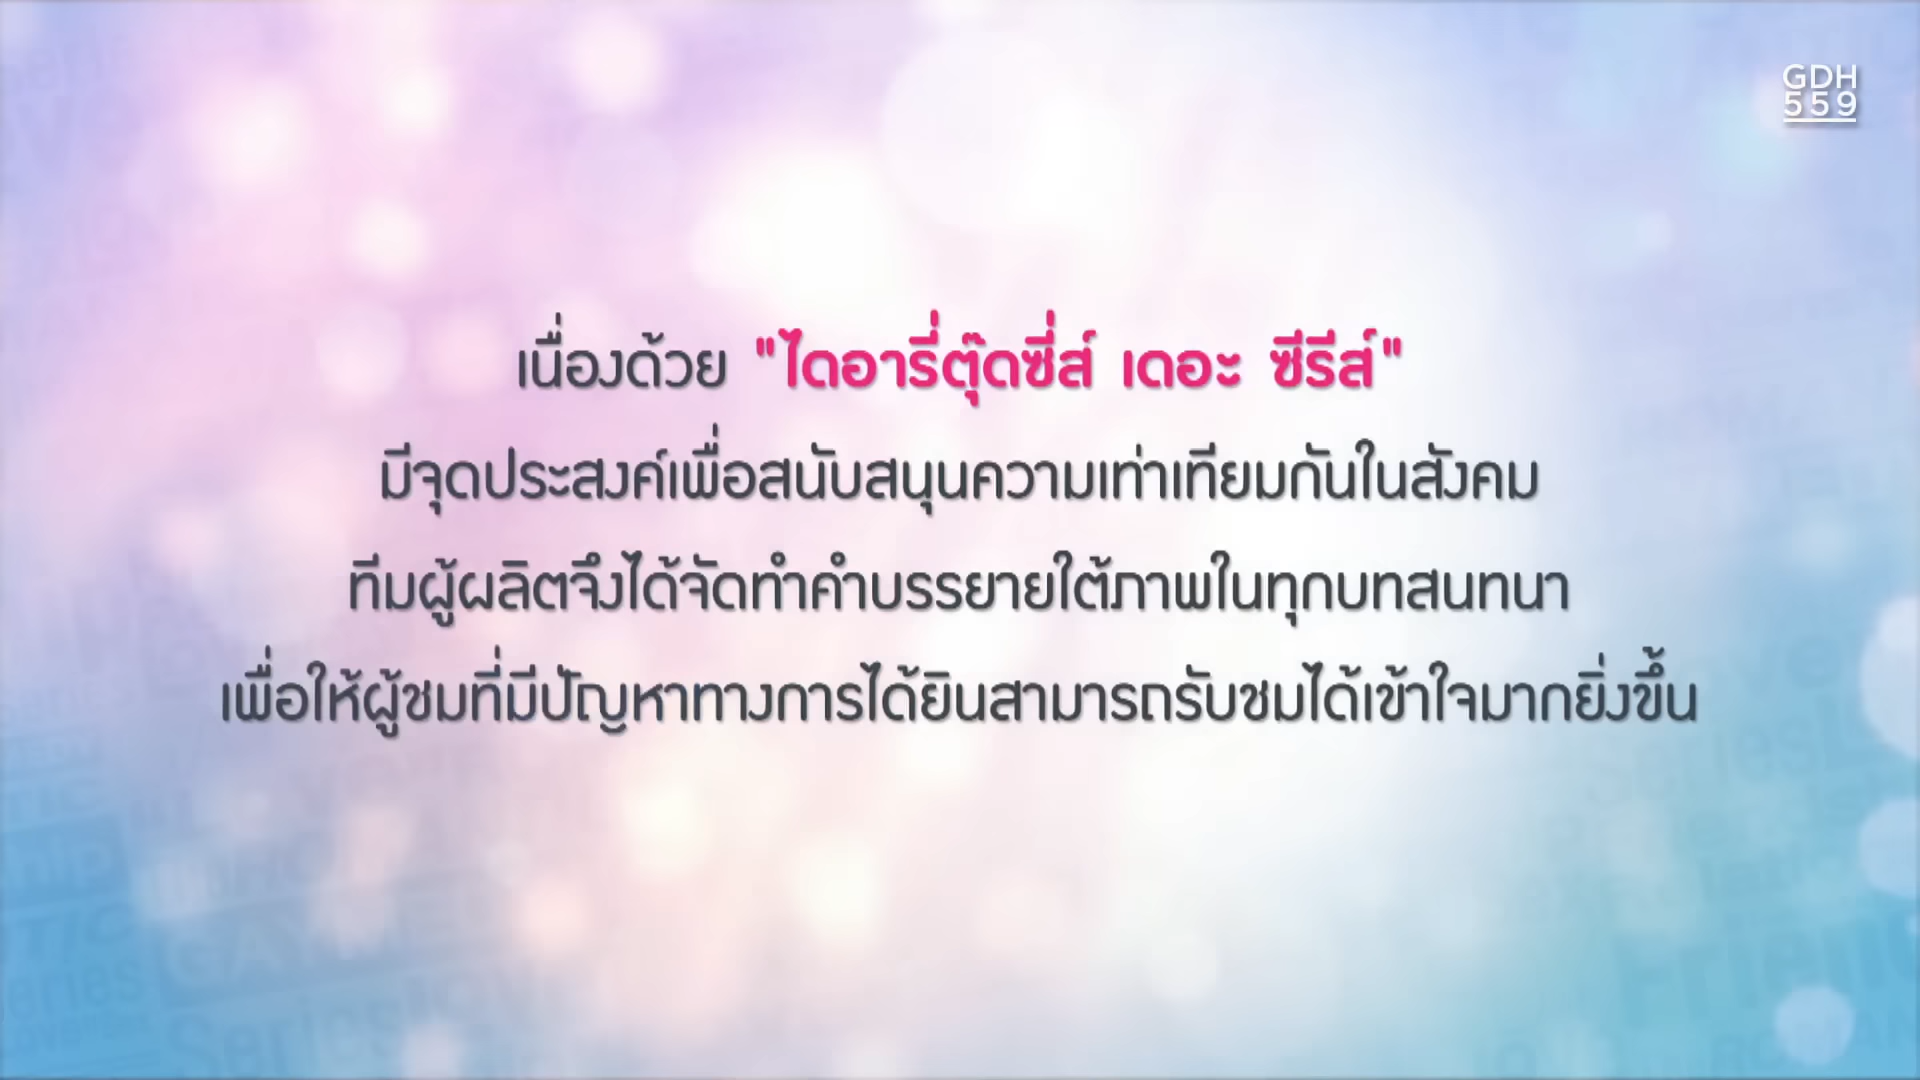 GDH
559
เนื่องด้วย "ไดอารี่ตุ๊ดซี่ส์ เดอะ ซีรีส์"
มีจุดประสงค์เพื่อสนับสนุนความเท่าเทียมกันในสังคม
ทีมผู้ผลิตจึงได้จัดทำคำบรรยายใต้ภาพในทุกบทสนทนา
เพื่อให้ผู้ชมที่มีปัญหาทางการได้ยินสามารถรับชมได้เข้าใจมากยิ่งขึ้น